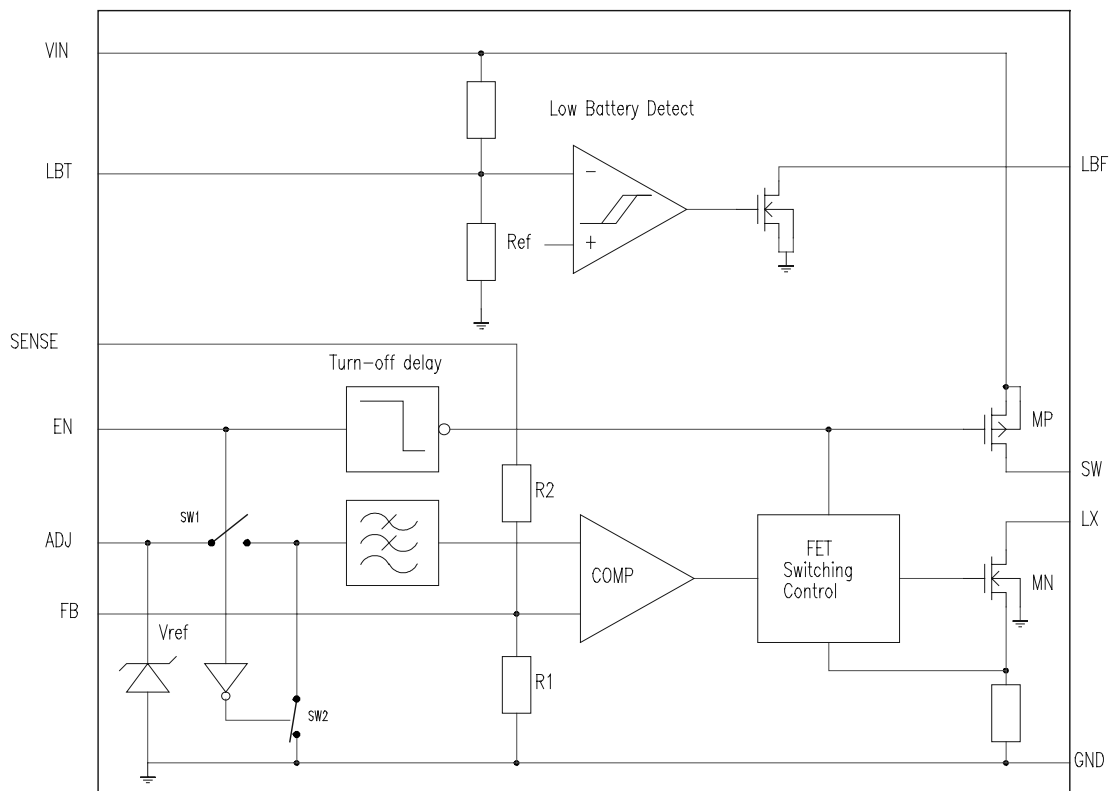 VIN
Low Battery Detect
LBT
LBF
−
Ref
+
SENSE
Turn-off delay
EN
MP
SW
R2
SW1
LX
ADJ
FET
Switching
Control
COMP
MN
FB
Vref
R1
SW2
GND